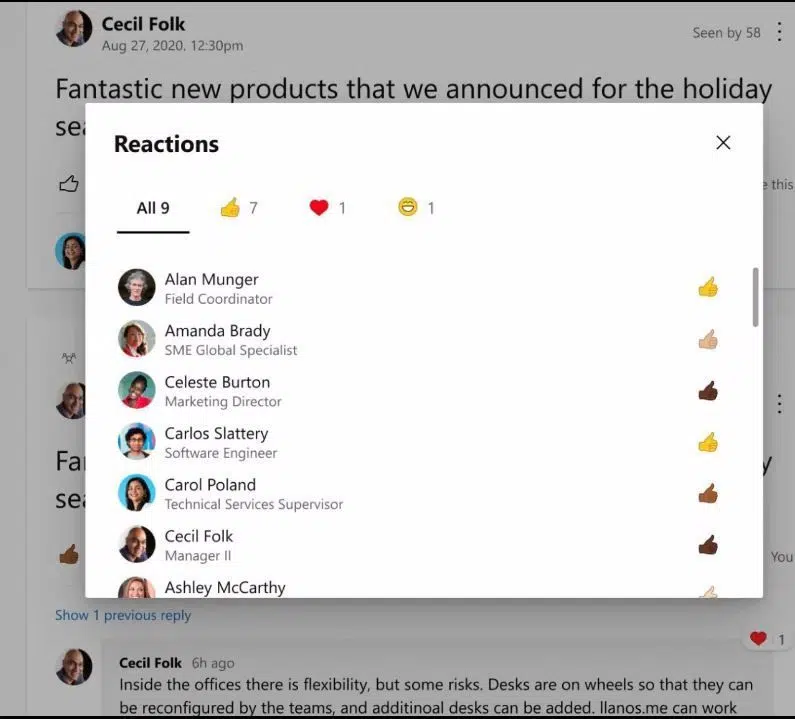 Cecil Folk
Aug 27, 2020. 12:30pm
Seen by 58
Fantastic new products that we announced for the holiday
sea
Reactions
e this
All 9
7
1
1
Alan Munger
Field Coordinator
Amanda Brady
SME Global Specialist
Celeste Burton
Marketing Director
Carlos Slattery
Software Engineer
Carol Poland
Technical Services Supervisor
Cecil Folk
Manager II
Ashley McCarthy
Fa
y
sea
You
Show 1 previous reply
1
Cecil Folk 6h ago
Inside the offices there is flexibility, but some risks. Desks are on wheels so that they can
be reconfigured by the teams, and additinoal desks can be added. llanos.me can work